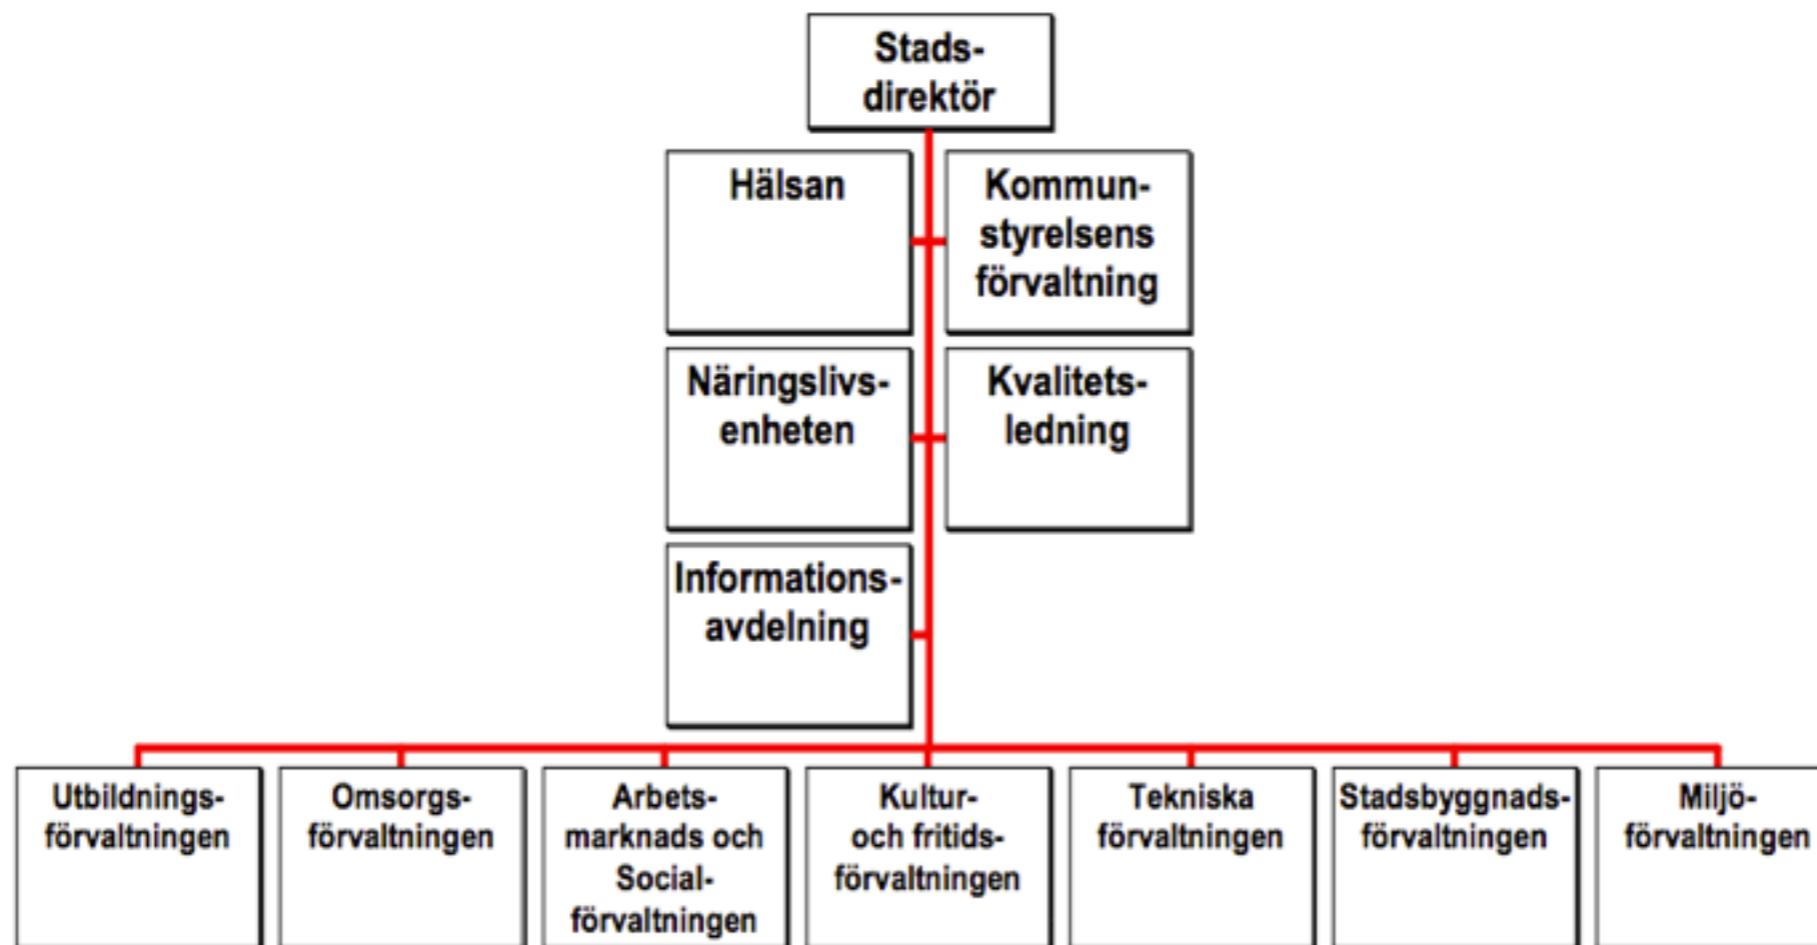 Stads-
direktör
Hälsan
Kommun-
styrelsens
förvaltning
Näringslivs-
enheten
Kvalitets-
ledning
Informations-
avdelning
Utbildnings-
förvaltningen
Omsorgs-
förvaltningen
Arbets-
marknads och
Social-
förvaltningen
Kultur-
och fritids-
förvaltningen
Tekniska
förvaltningen
Stadsbyggnads-
förvaltningen
Miljö-
förvaltningen